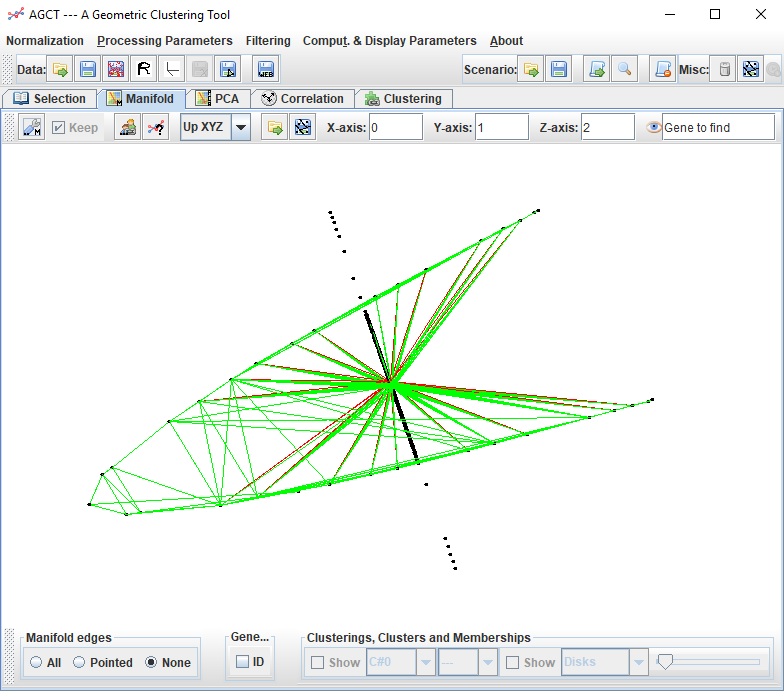 AGCT --- A Geometric Clustering Tool
Normalization Processing Parameters Filtering Comput. & Display Parameters About
Data: R WEB Scenario: Misc:
Selection M Manifold PCA Correlation Clustering
M Keep ? Up XYZ X-axis: 0 Y-axis: 1 Z-axis: 2 Gene to find
Manifold edges Gene... Clusterings, Clusters and Memberships
All Pointed None ID Show C#0 --- Show Disks